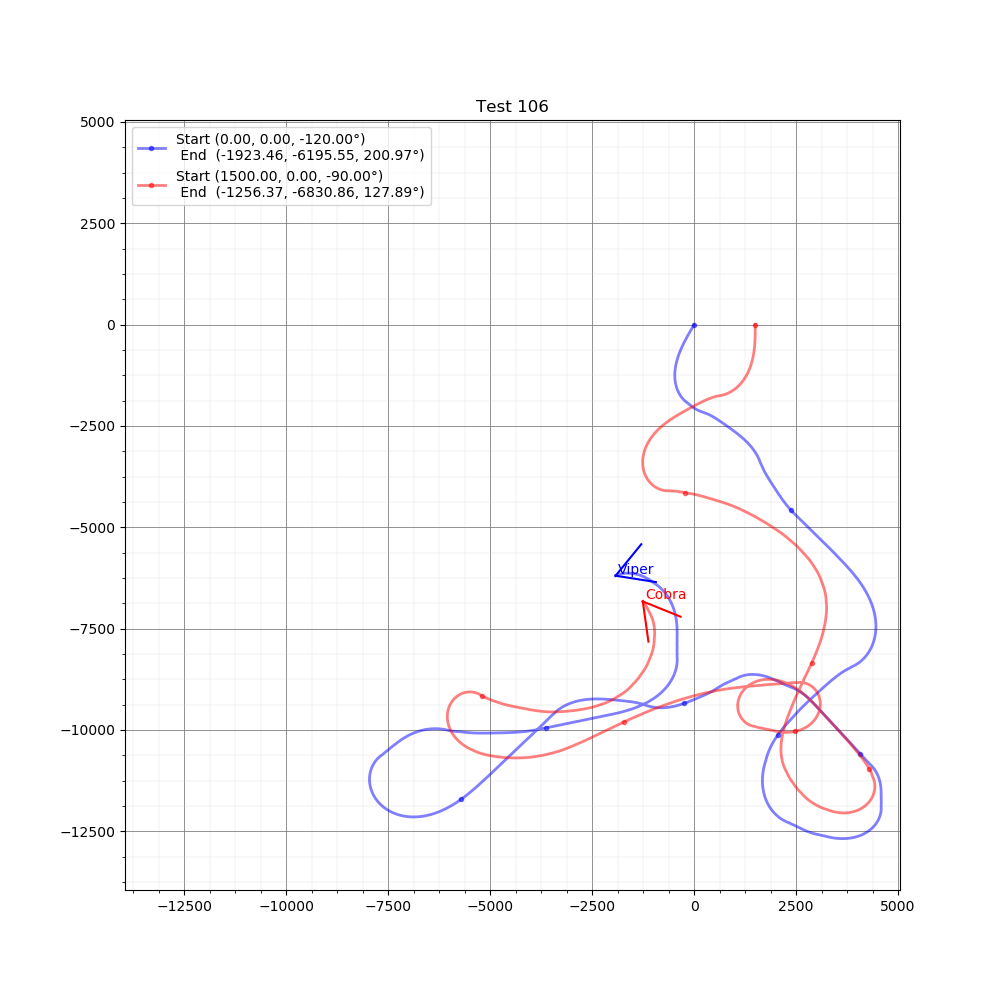 Test 106
Start (0.00, 0.00, -120.00°)
End (-1923.46, -6195.55, 200.97°)
Start (1500.00, 0.00, -90.00°)
End (-1256.37, -6830.86, 127.89°)
5000
2500
0
−2500
−5000
−7500
−10000
−12500
Viper
Cobra
−12500 −10000 −7500 −5000 −2500 0 2500 5000